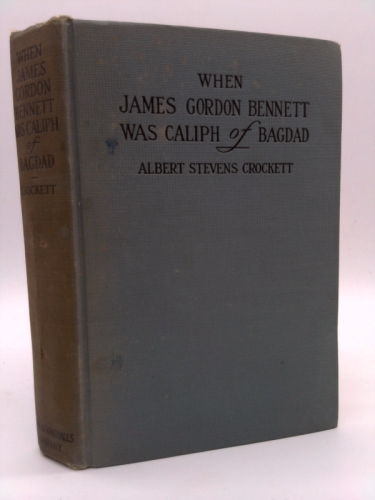 WHEN
JAMES GORDON BENNETT
WAS CALIPH of BAGDAD
ALBERT STEVENS CROCKETT
WHEN
JAMES
GORDON
BENNETT
WAS CALIPH
of
BAGDAD
CROCKETT